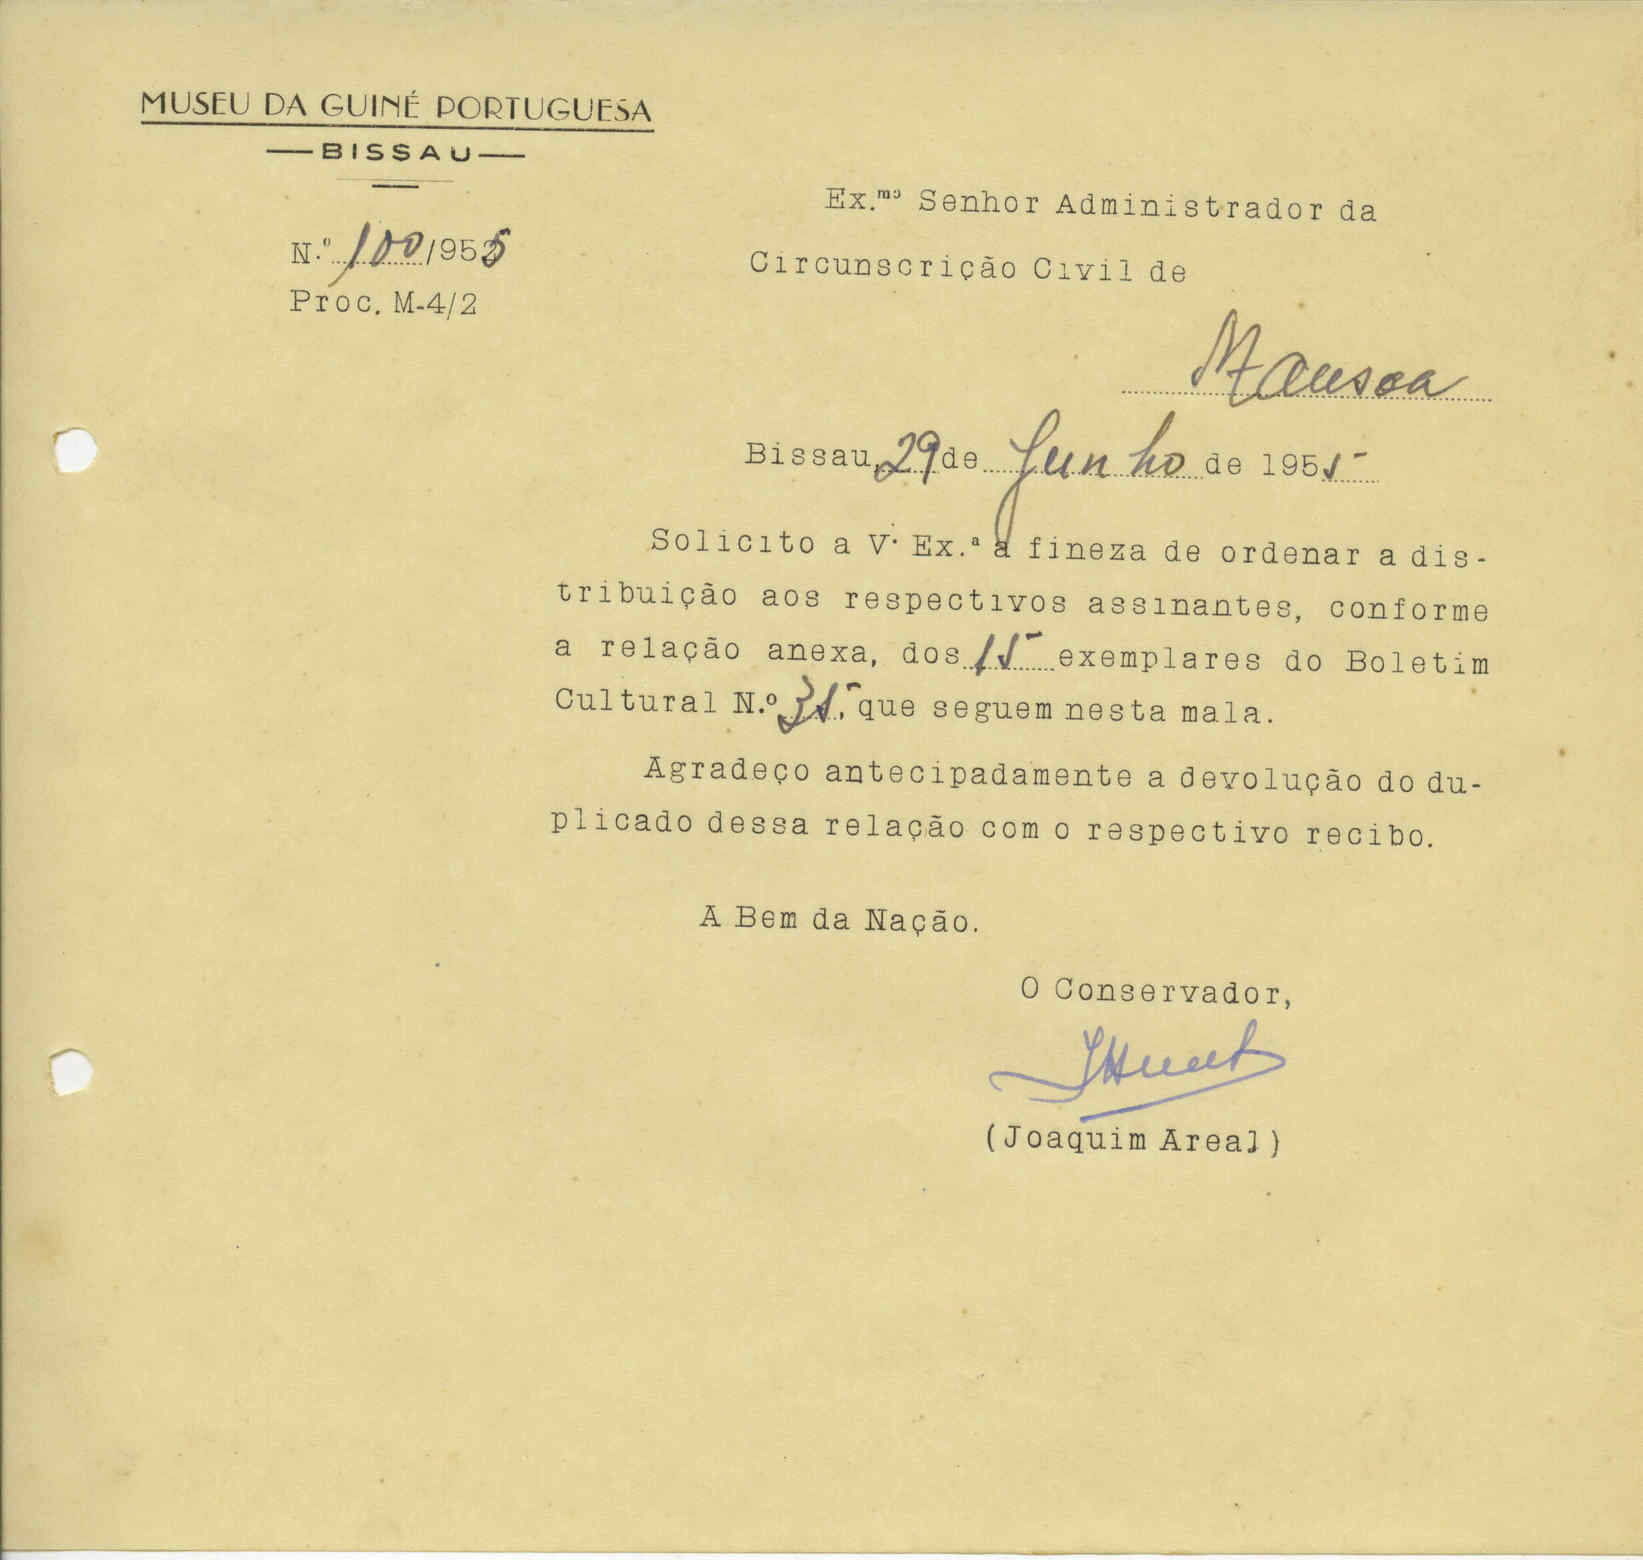 MUSEU DA GUINÉ PORTUGUESA
BISSAU
N.º 100/1955
Proc. M-4/2
Ex.mo Senhor Administrador da
Circunscrição Civil de
Mansoa
Bissau, 29 de Junho de 1955
Solicito a V. Ex.ª a fineza de ordenar a dis-
tribuição aos respectivos assinantes, conforme
a relação anexa, dos 15 exemplares do Boletim
Cultural N.º 35, que seguem nesta mala.
Agradeço antecipadamente a devolução do du-
plicado dessa relação com o respectivo recibo.
A Bem da Nação.
O Conservador,
(Joaquim Areal)